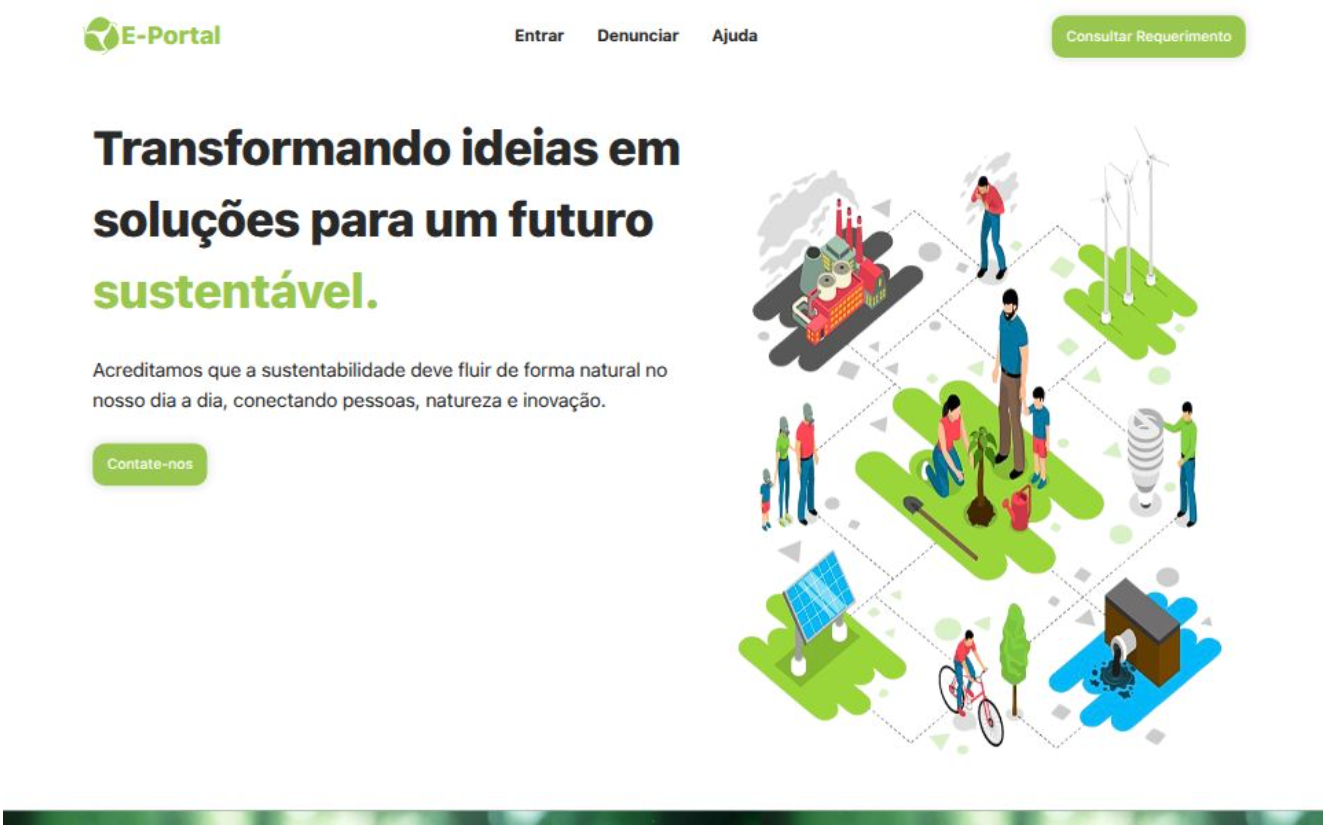 E-Portal
Entrar
Denunciar
Ajuda
Consultar Requerimento
Transformando ideias em
soluções para um futuro
sustentável.
Acreditamos que a sustentabilidade deve fluir de forma natural no
nosso dia a dia, conectando pessoas, natureza e inovação.
Contate-nos